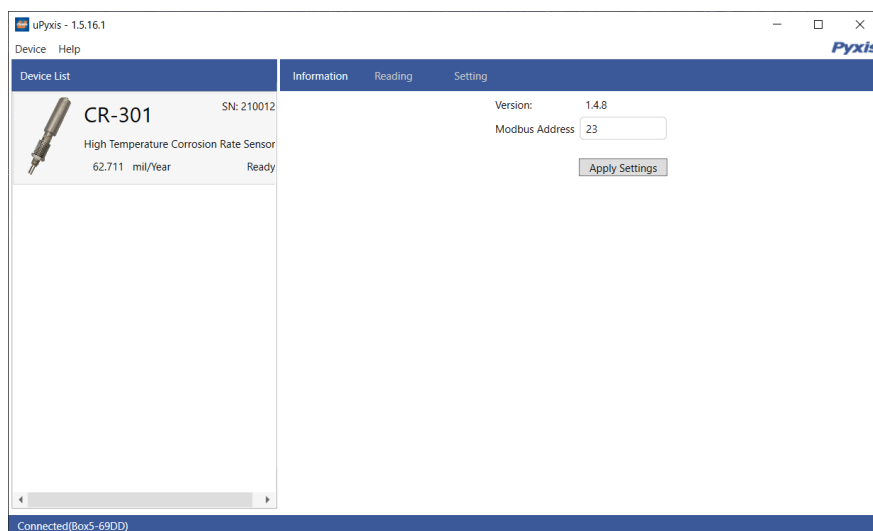 uPyxis - 1.5.16.1
Device Help
Pyxis
Device List
Information Reading Setting
CR-301
SN: 210012
High Temperature Corrosion Rate Sensor
62.711 mil/Year Ready
Version: 1.4.8
Modbus Address 23
Apply Settings
Connected(Box5-69DD)